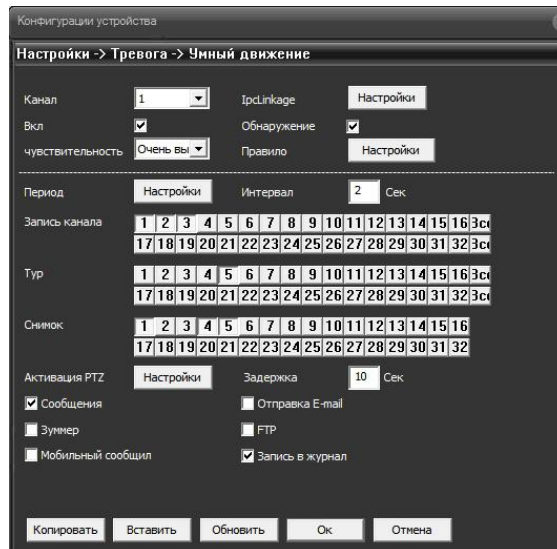 Конфигурации устройства
Настройки -> Тревога -> Умный движение
Канал 1 IpcLinkage Настройки
Вкл Обнаружение
чувствительность Очень вы Правило Настройки
Период Настройки Интервал 2 Сек
Запись канала 1 2 3 4 5 6 7 8 9 10 11 12 13 14 15 16 Все
17 18 19 20 21 22 23 24 25 26 27 28 29 30 31 32 Все
Тур 1 2 3 4 5 6 7 8 9 10 11 12 13 14 15 16 Все
17 18 19 20 21 22 23 24 25 26 27 28 29 30 31 32 Все
Снимок 1 2 3 4 5 6 7 8 9 10 11 12 13 14 15 16
17 18 19 20 21 22 23 24 25 26 27 28 29 30 31 32
Активация PTZ Настройки Задержка 10 Сек
Сообщения Отправка E-mail
Зуммер FTP
Мобильный сообщил Запись в журнал
Копировать Вставить Обновить Ок Отмена